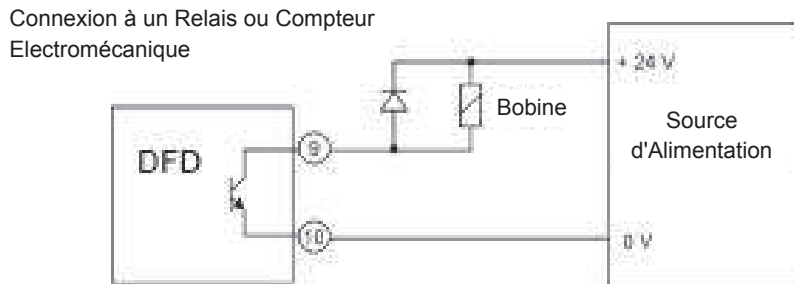 Connexion à un Relais ou Compteur
Electromécanique
+ 24 V
Bobine
Source
d'Alimentation
DFD
9
10
0 V